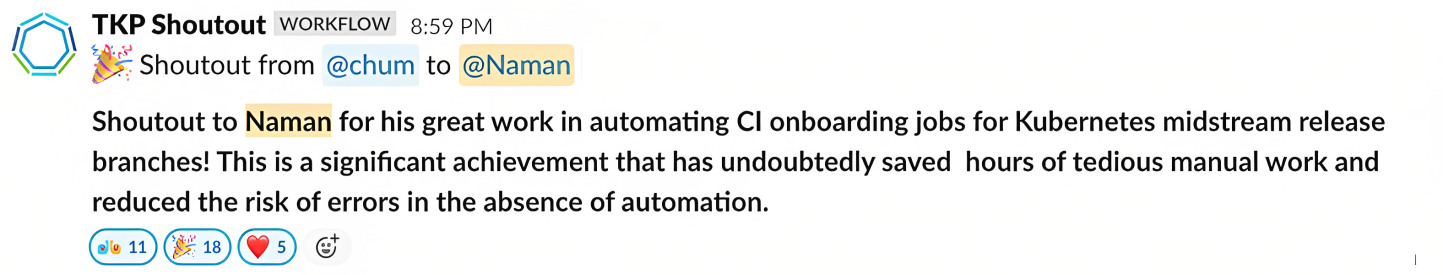 TKP Shoutout WORKFLOW 8:59 PM
🎉 Shoutout from @chum to @Naman
Shoutout to Naman for his great work in automating CI onboarding jobs for Kubernetes midstream release
branches! This is a significant achievement that has undoubtedly saved  hours of tedious manual work and
reduced the risk of errors in the absence of automation.
11 🎉 18 ❤️ 5